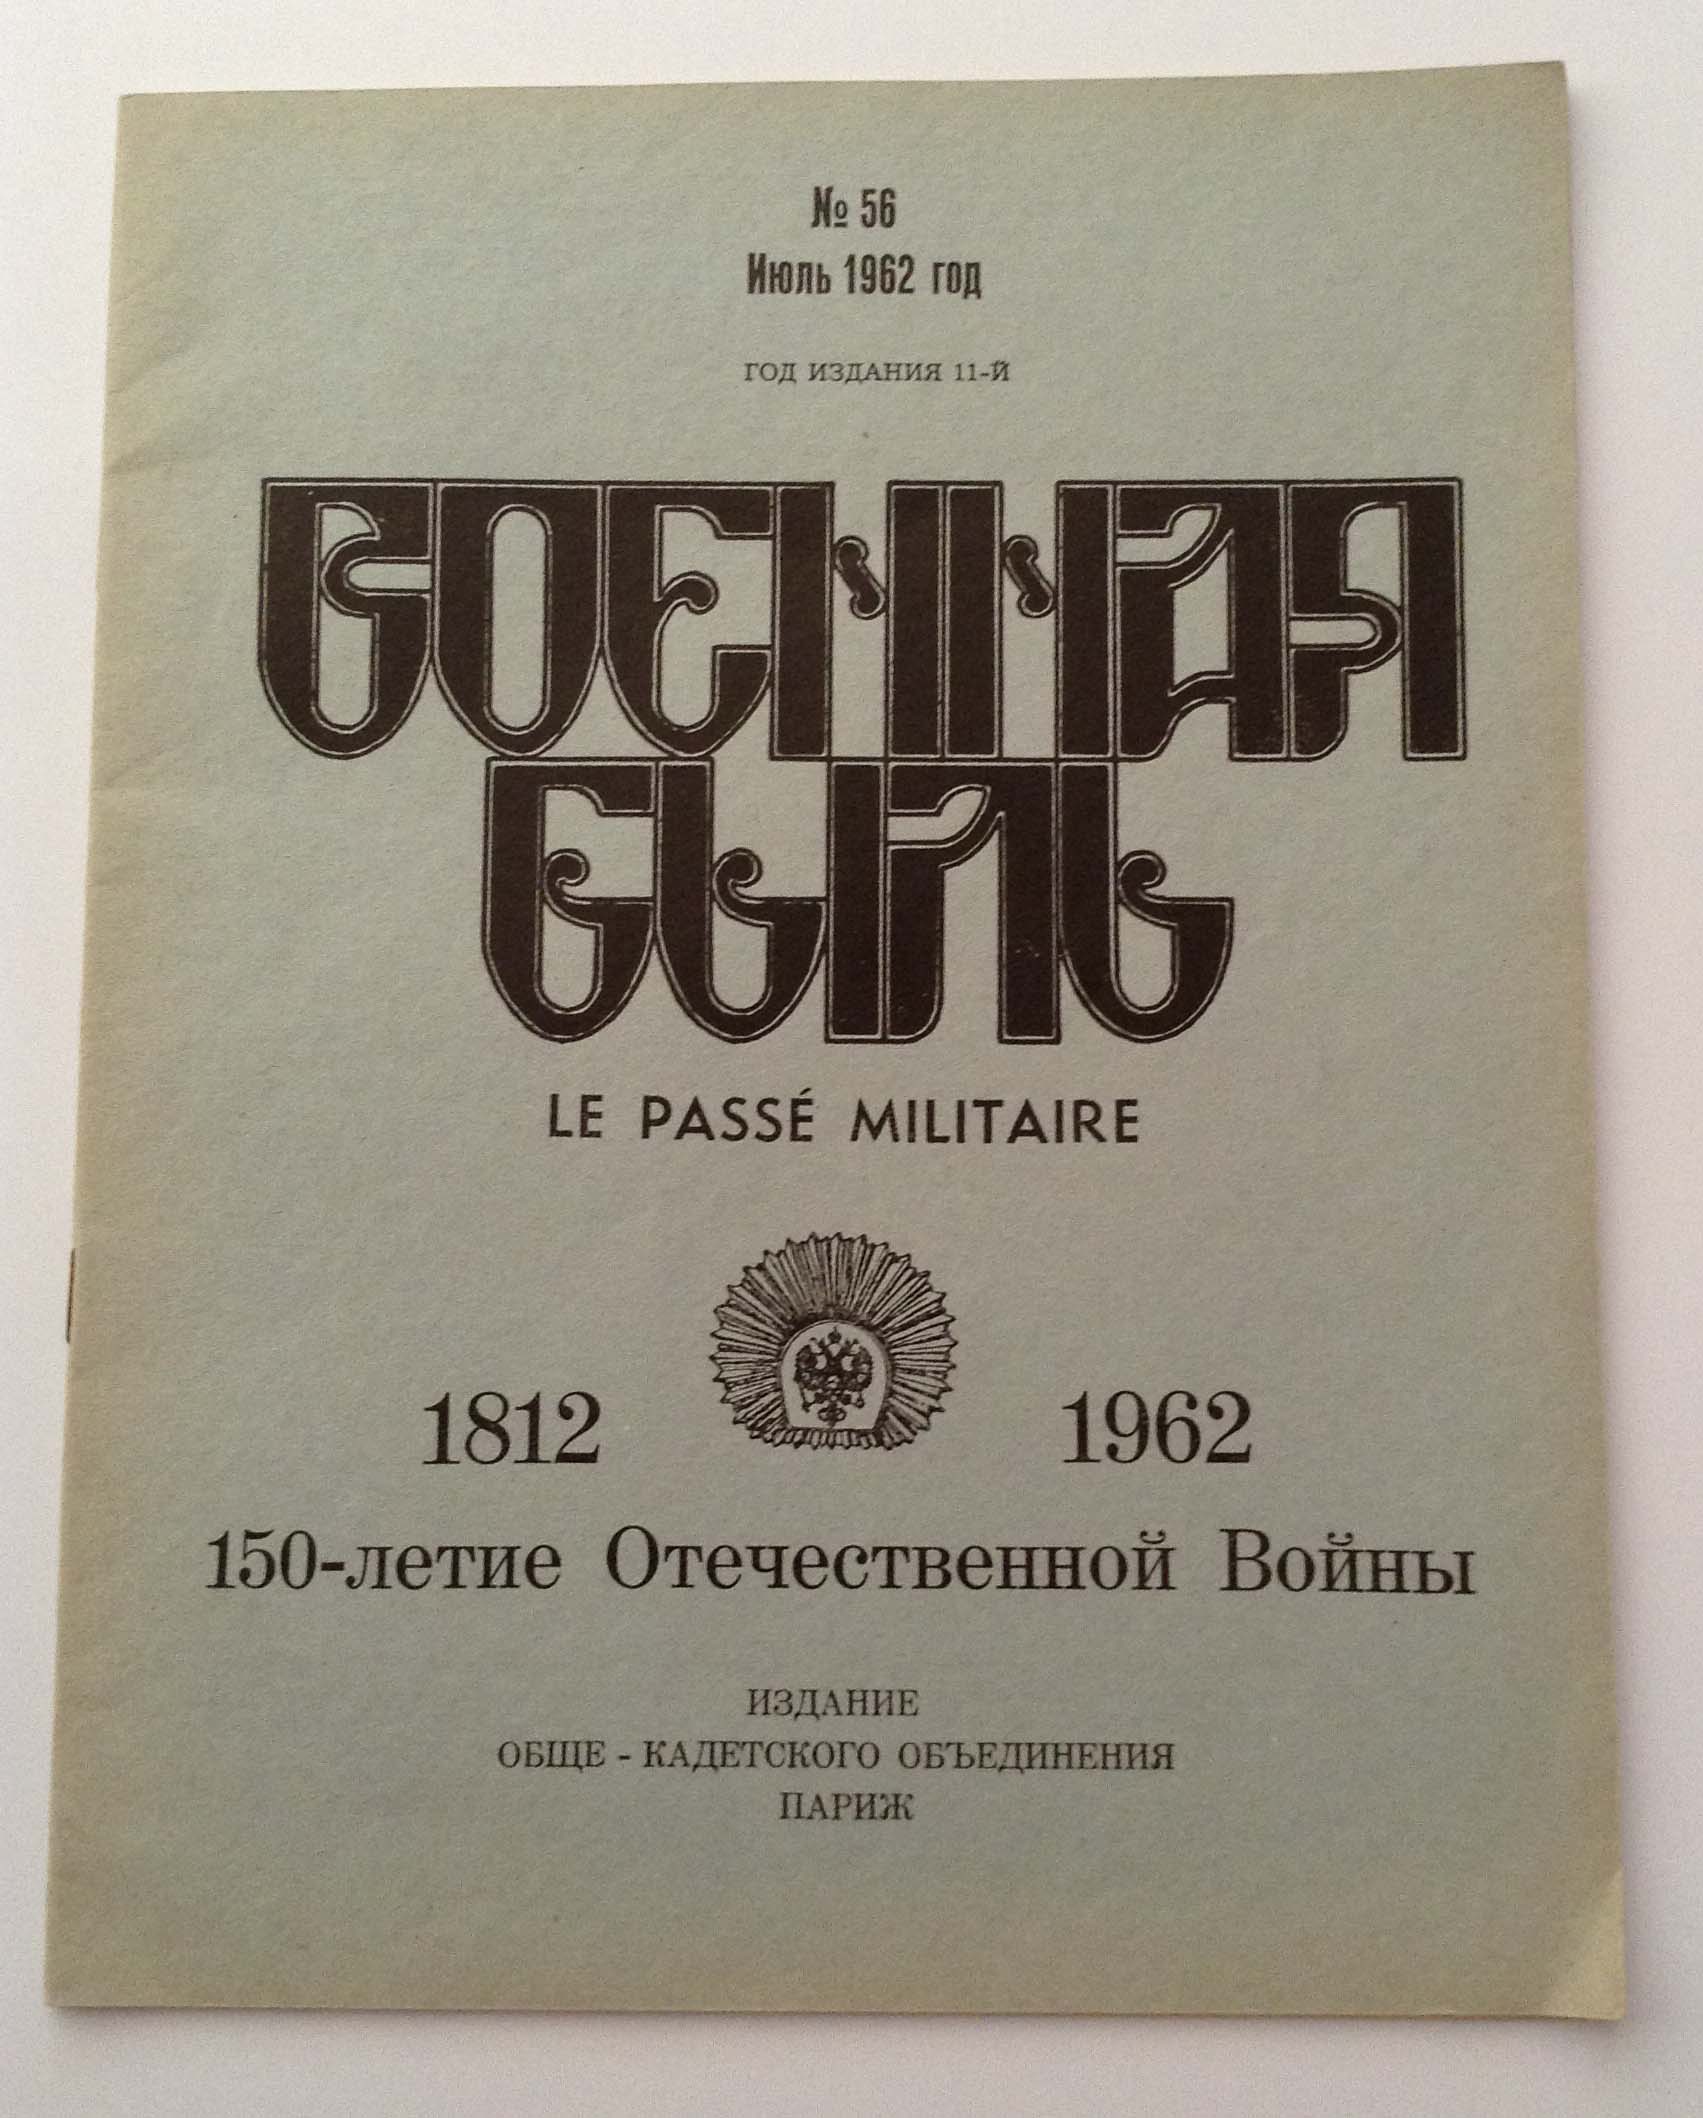 № 56
Июль 1962 год
ГОД ИЗДАНИЯ 11-Й
ВОЕННАЯ
БЫЛЬ
LE PASSÉ MILITAIRE
1812 1962
150-летие Отечественной Войны
ИЗДАНИЕ
ОБЩЕ - КАДЕТСКОГО ОБЪЕДИНЕНИЯ
ПАРИЖ